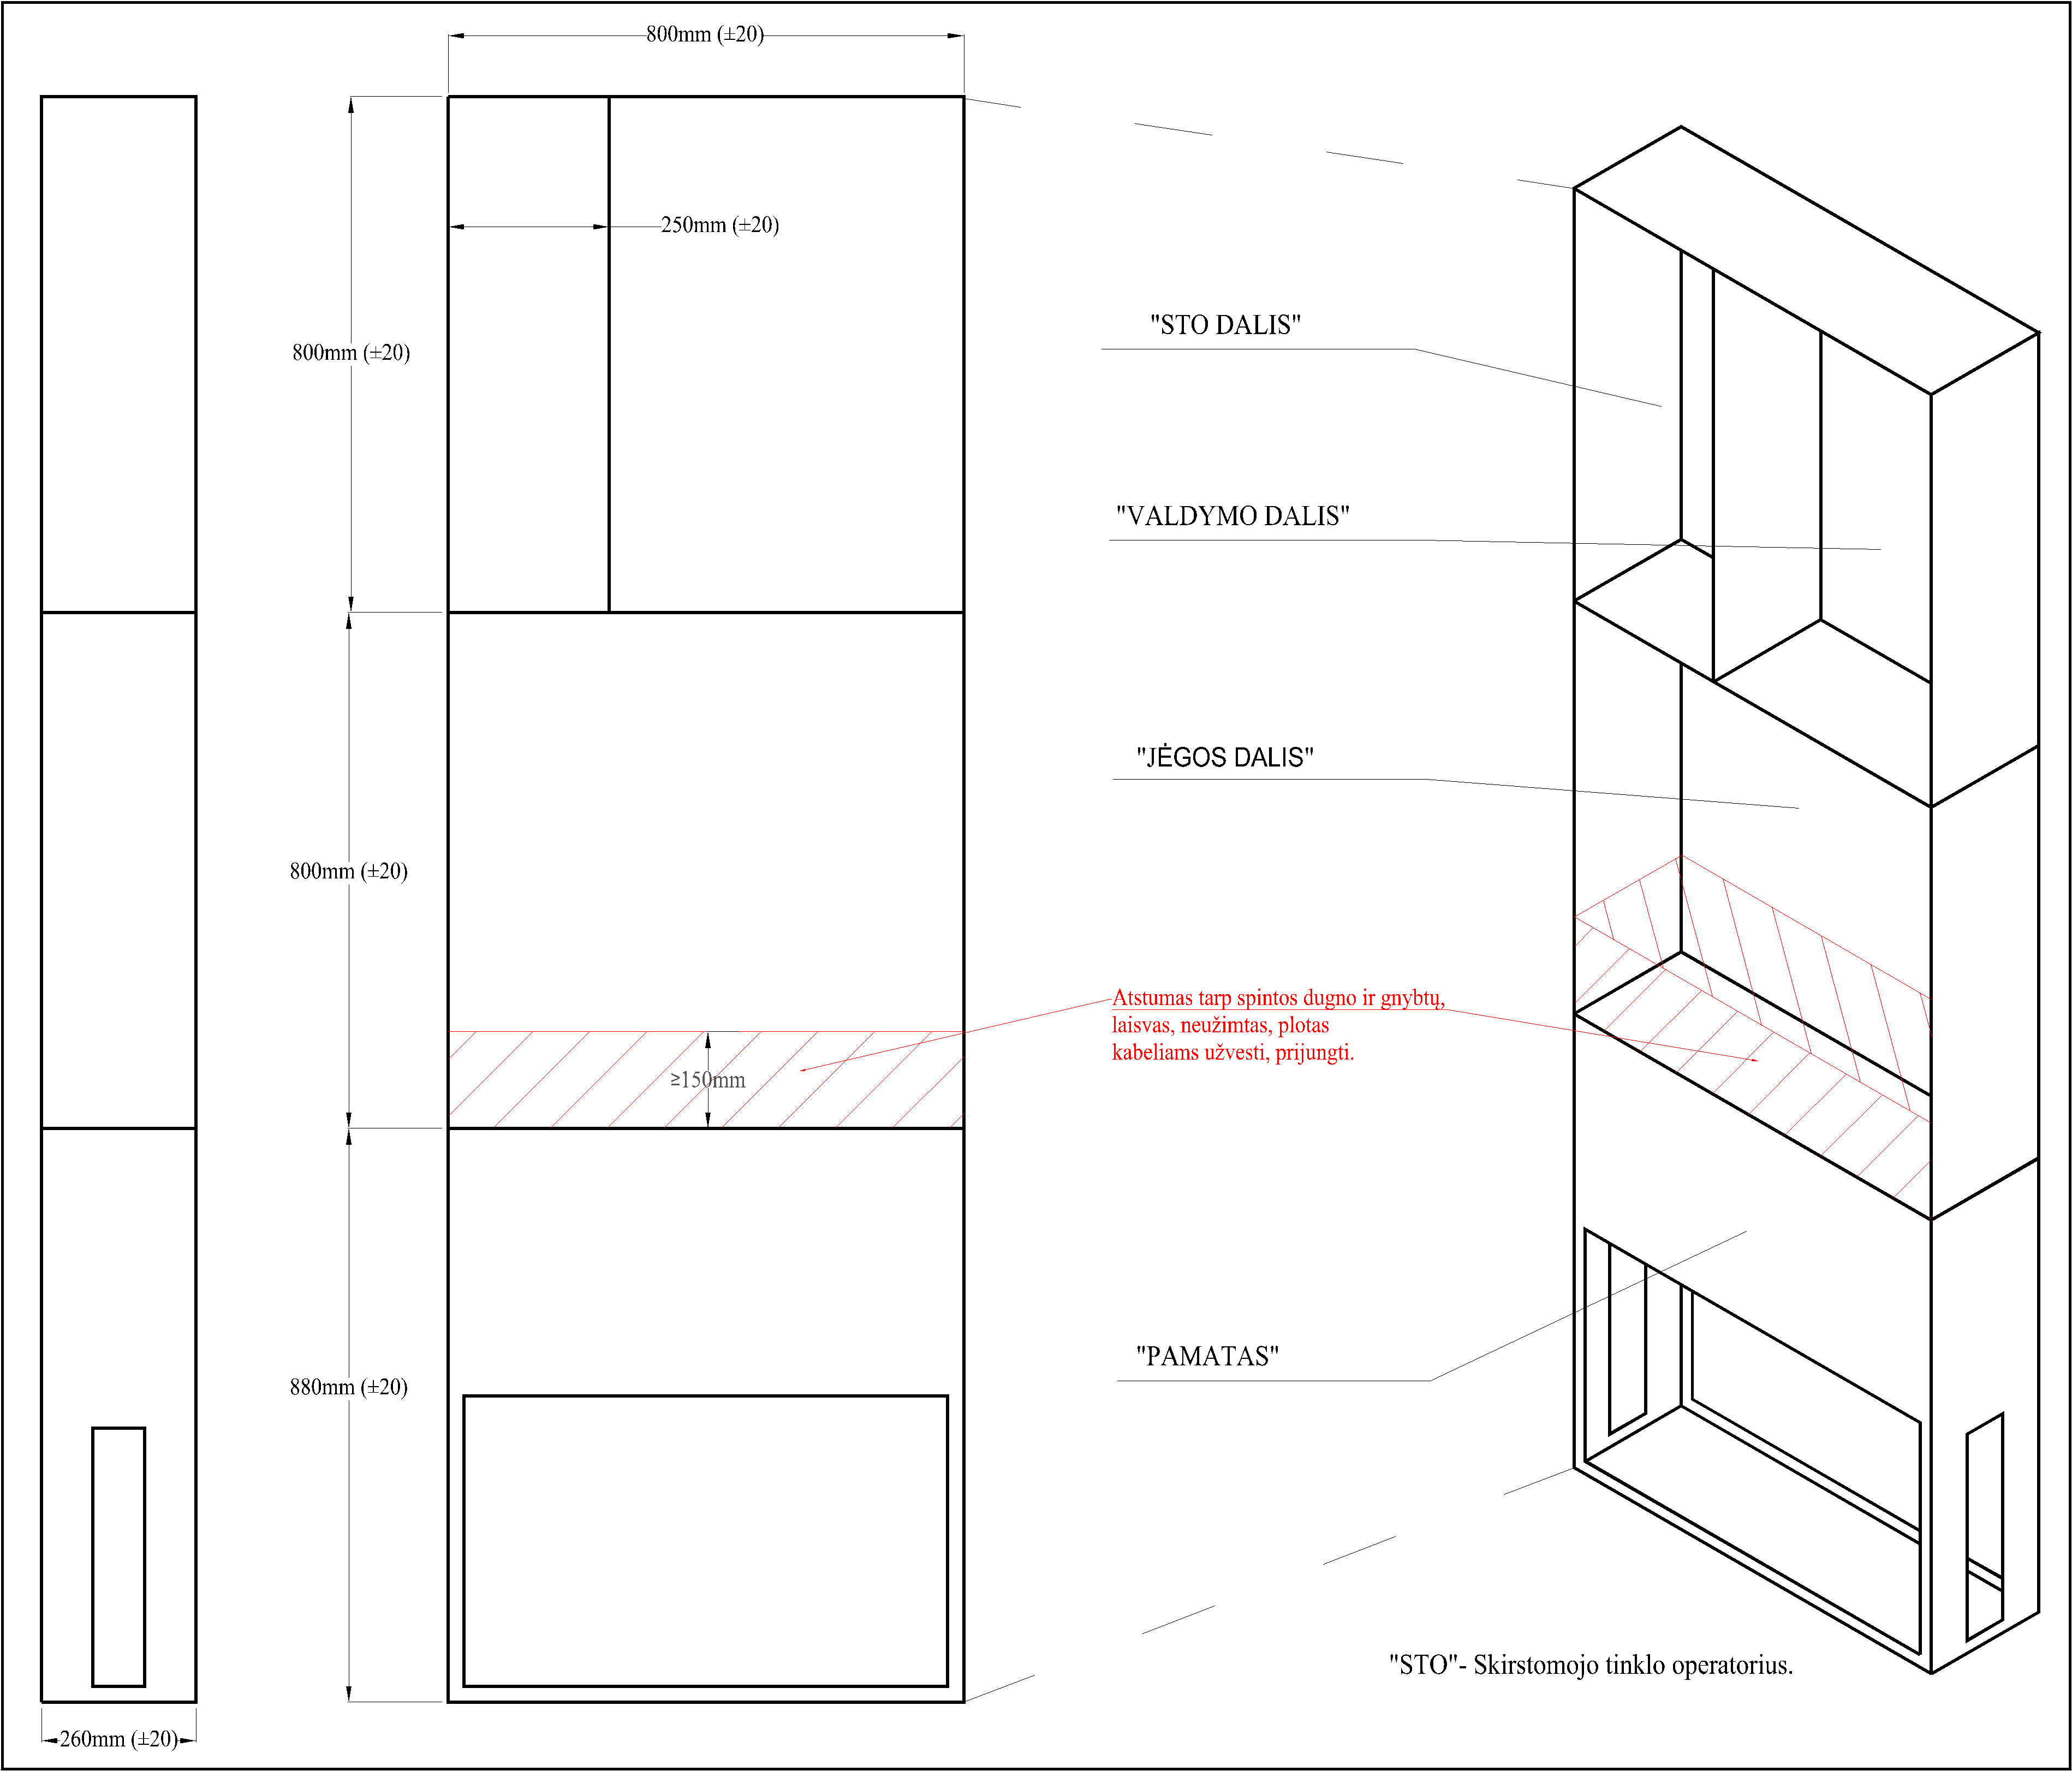 800mm (±20)
250mm (±20)
800mm (±20)
"STO DALIS"
"VALDYMO DALIS"
"JĖGOS DALIS"
800mm (±20)
Atstumas tarp spintos dugno ir gnybtų,
laisvas, neužimtas, plotas
kabeliams užvesti, prijungti.
≥150mm
"PAMATAS"
880mm (±20)
"STO"- Skirstomojo tinklo operatorius.
260mm (±20)